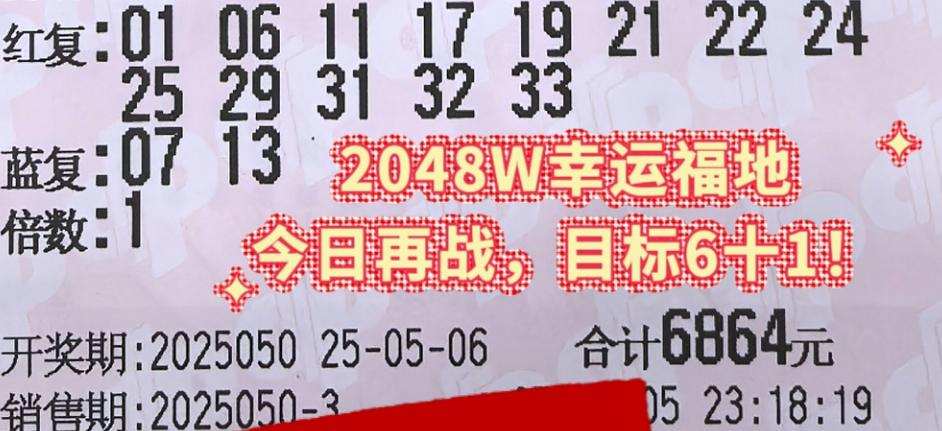 红复:01 06 11 17 19 21 22 24
25 29 31 32 33
蓝复:07 13
2048W幸运福地
倍数:1
今日再战，目标6十1!
开奖期:2025050 25-05-06 合计6864元
销售期:2025050-3 05 23:18:19